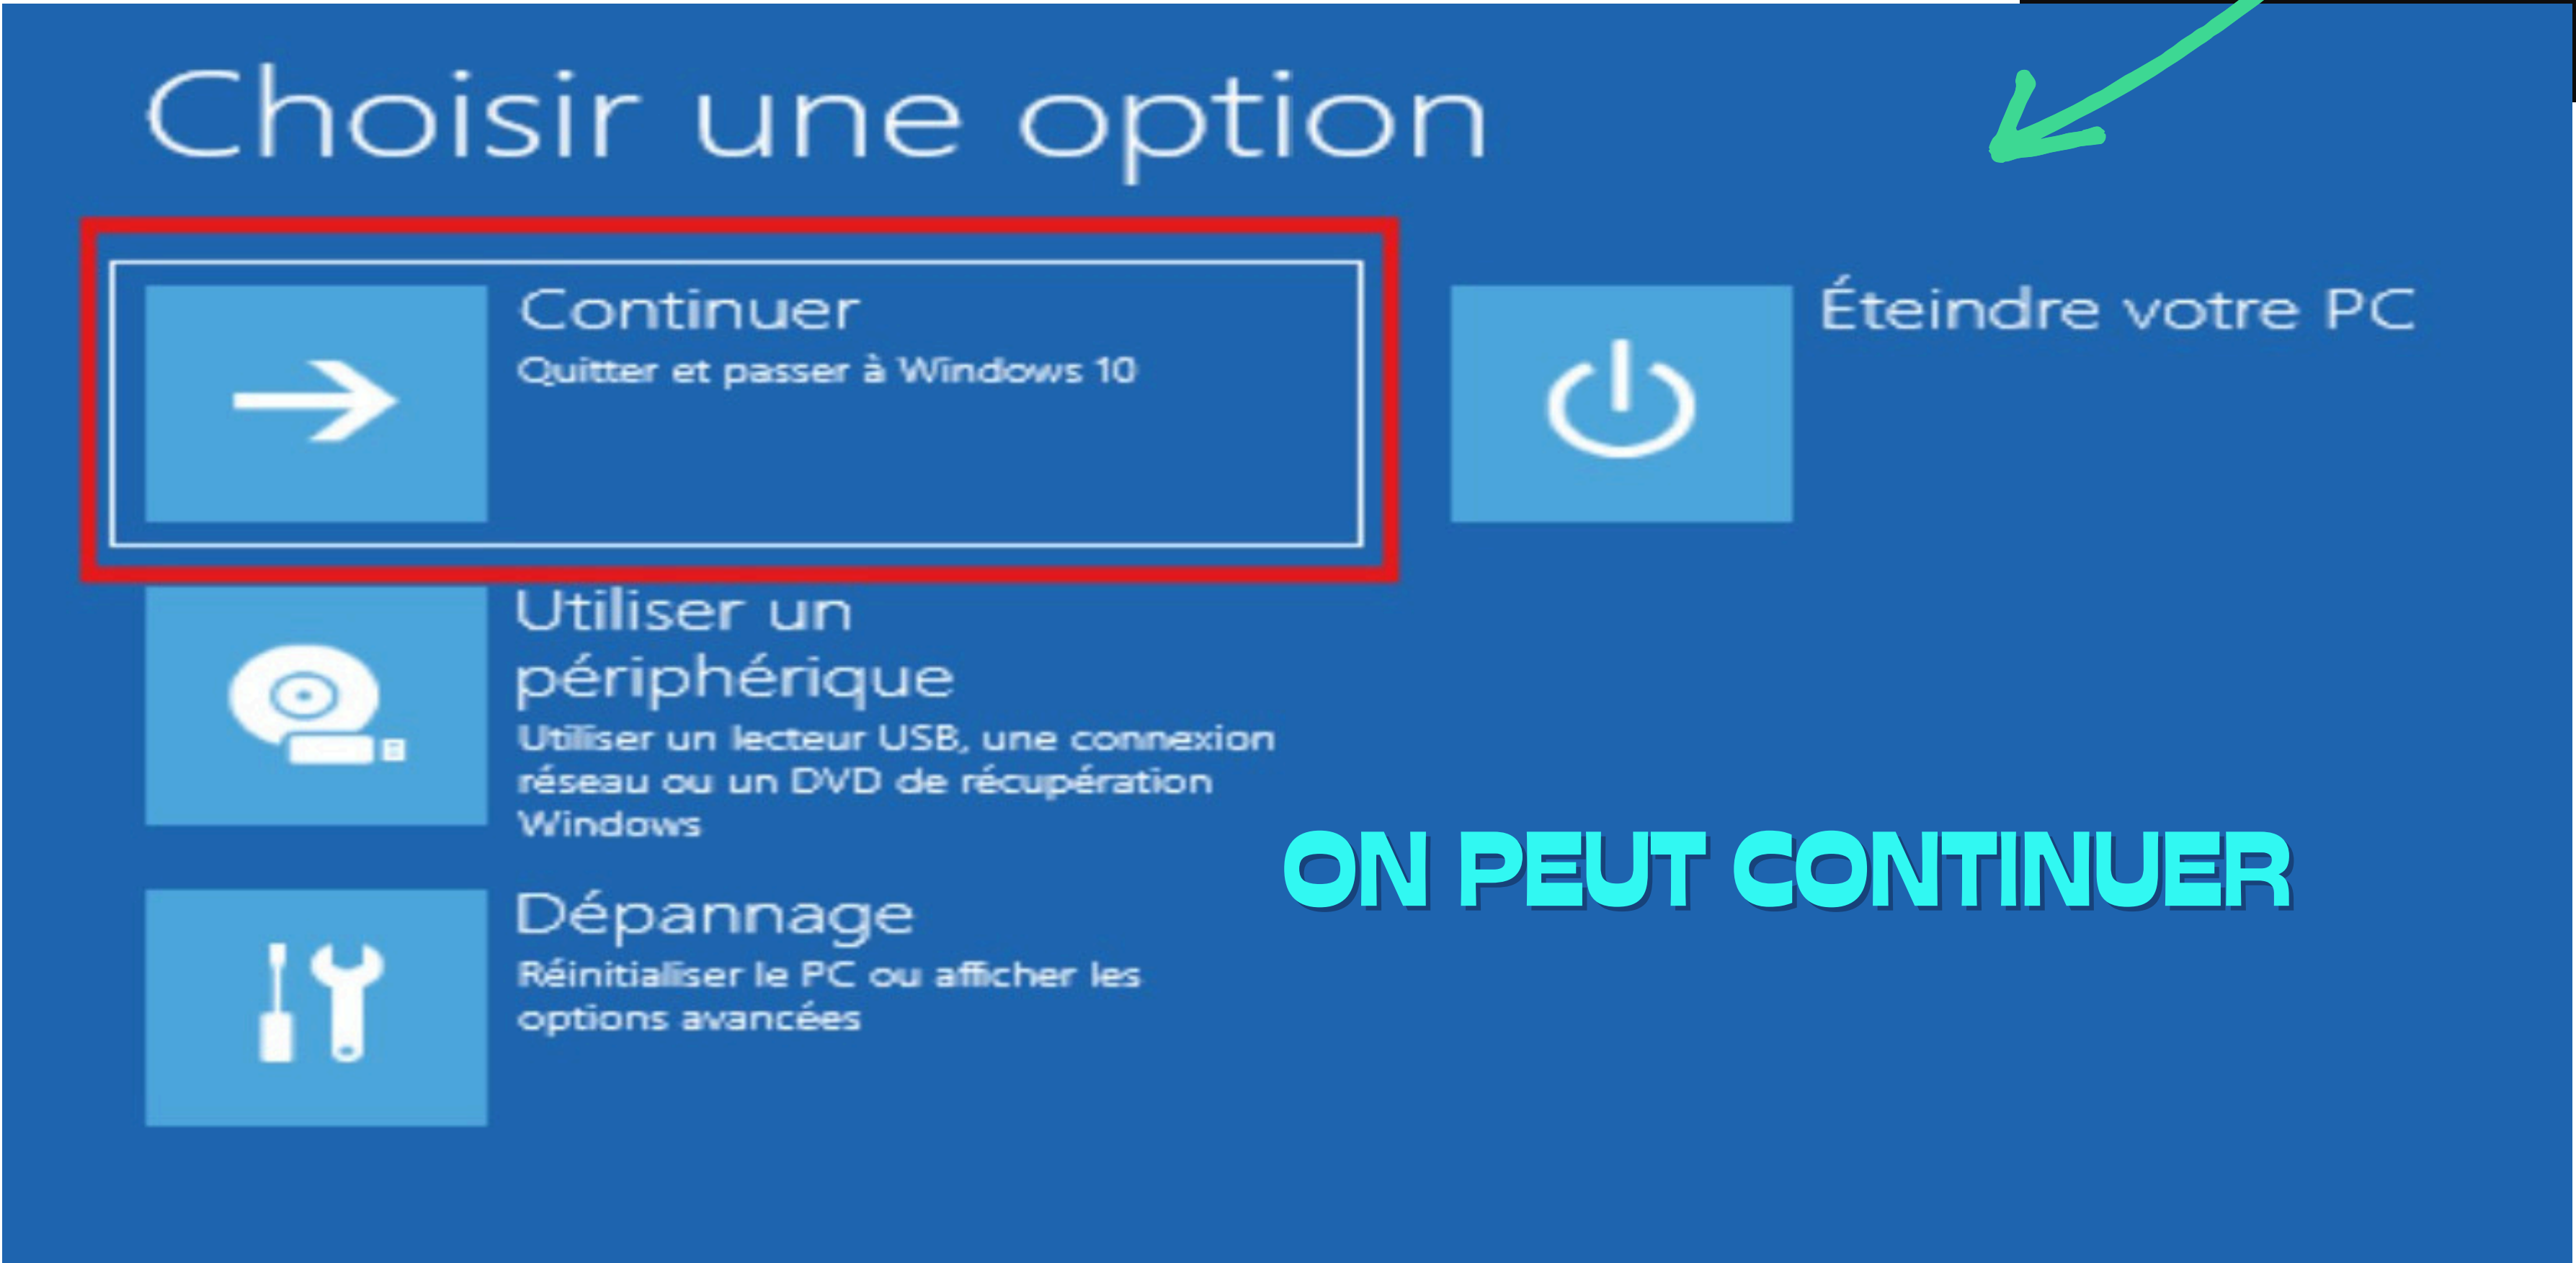 Choisir une option
Continuer
Quitter et passer à Windows 10
Éteindre votre PC
Utiliser un
périphérique
Utiliser un lecteur USB, une connexion
réseau ou un DVD de récupération
Windows
ON PEUT CONTINUER
Dépannage
Réinitialiser le PC ou afficher les
options avancées